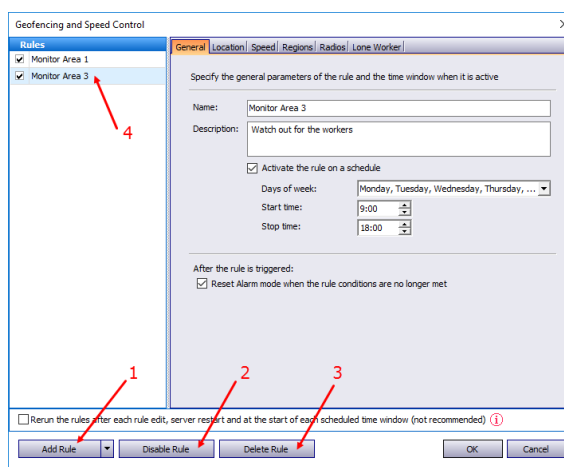 Geofencing and Speed Control
Rules
Monitor Area 1
Monitor Area 3
4
General Location Speed Regions Radios Lone Worker
Specify the general parameters of the rule and the time window when it is active
Name: Monitor Area 3
Description: Watch out for the workers
Activate the rule on a schedule
Days of week: Monday, Tuesday, Wednesday, Thursday, ...
Start time: 9:00
Stop time: 18:00
After the rule is triggered:
Reset Alarm mode when the rule conditions are no longer met
1 2 3
Rerun the rules after each rule edit, server restart and at the start of each scheduled time window (not recommended) i
Add Rule Disable Rule Delete Rule OK Cancel